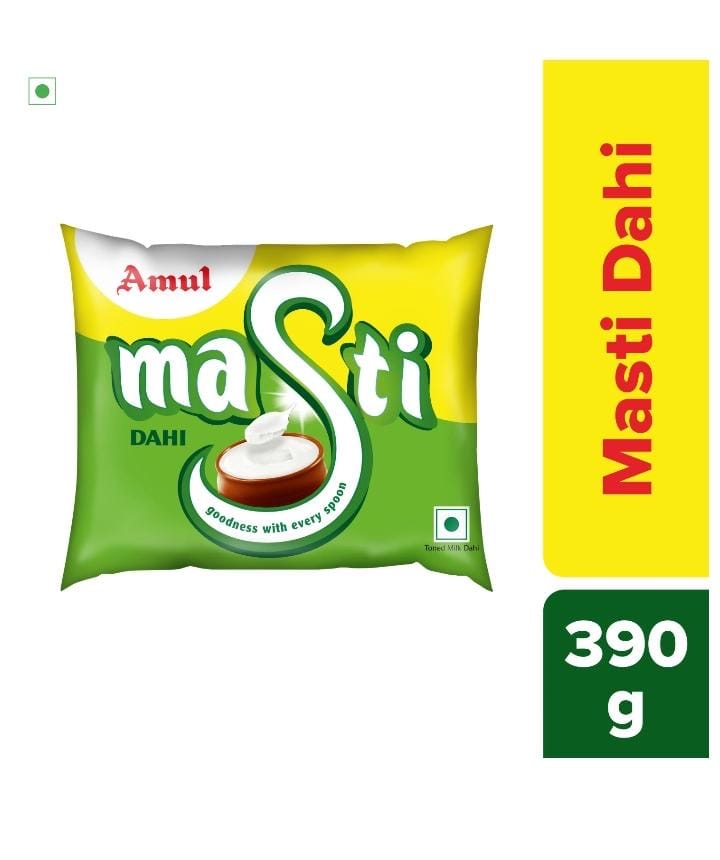 Amul
masti
DAHI
goodness with every spoon
Toned Milk Dahi
Masti Dahi
390
g